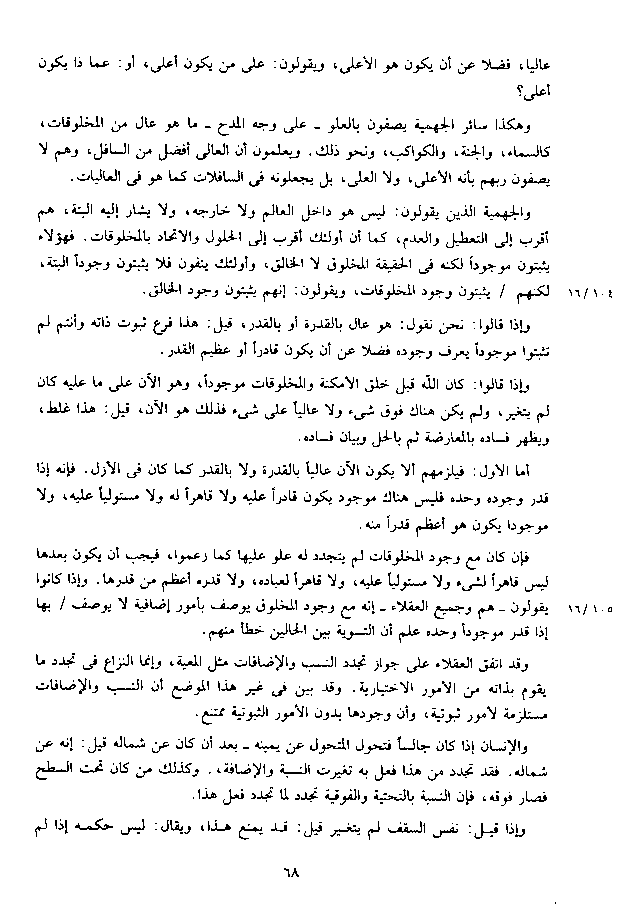 عاليا، فضلا عن أن يكون هو الأعلى، ويقولون: على من يكون أعلى، أو: عما ذا يكون
أعلى؟
وهكذا سائر الجهمية يصفون بالعلو ـ على وجه المدح ـ ما هو عال من المخلوقات،
كالسماء، والجنة، والكواكب، ونحو ذلك. ويعلمون أن العالى أفضل من السافل، وهم لا
يصفون ربهم بأنه الأعلى، ولا العلى، بل يجعلونه فى السافلات كما هو فى العاليات.
والجهمية الذين يقولون: ليس هو داخل العالم ولا خارجه، ولا يشار إليه البتة، هم
أقرب إلى التعطيل والعدم، كما أن أولئك أقرب إلى الحلول والاتحاد بالمخلوقات. فهؤلاء
يثبتون موجوداً لكنه فى الحقيقة المخلوق لا الخالق، وأولئك ينفون فلا يثبتون وجوداً البتة،
١٦/١٠٤ لكنهم / يثبتون وجود المخلوقات، ويقولون: إنهم يثبتون وجود الخالق.
وإذا قالوا: نحن نقول: هو عال بالقدرة أو بالقدر، قيل: هذا فرع ثبوت ذاته وأنتم لم
تثبتوا موجوداً يعرف وجوده فضلا عن أن يكون قادراً أو عظيم القدر.
وإذا قالوا: كان الله قبل خلق الأمكنة والمخلوقات موجوداً، وهو الآن على ما عليه كان
لم يتغير، ولم يكن هناك فوق شىء ولا عالياً على شىء فذلك هو الآن، قيل: هذا غلط،
ويظهر فساده بالمعارضة ثم بالحل وبيان فساده.
أما الأول: فيلزمهم ألا يكون الآن عالياً بالقدرة ولا بالقدر كما كان فى الأزل. فإنه إذا
قدر وجوده وحده فليس هناك موجود يكون قادراً عليه ولا قاهراً له ولا مستولياً عليه، ولا
موجودا يكون هو أعظم قدراً منه.
فإن كان مع وجود المخلوقات لم يتجدد له علو عليها كما زعموا، فيجب أن يكون بعدها
ليس قاهراً لشىء ولا مستولياً عليه، ولا قاهراً لعباده، ولا قدره أعظم من قدرها. وإذا كانوا
١٦/١٠٥ يقولون ـ هم وجميع العقلاء ـ إنه مع وجود المخلوق يوصف بأمور إضافية لا يوصف / بها
إذا قدر موجوداً وحده علم أن التسوية بين الحالين خطأ منهم.
وقد اتفق العقلاء على جواز تجدد النسب والإضافات مثل المعية، وإنما النزاع فى تجدد ما
يقوم بذاته من الأمور الاختيارية. وقد بين فى غير هذا الموضع أن النسب والإضافات
مستلزمة لأمور ثبوتية، وأن وجودها بدون الأمور الثبوتية ممتنع.
والإنسان إذا كان جالساً فتحول المتحول عن يمينه ـ بعد أن كان عن شماله قيل: إنه عن
شماله. فقد تجدد من هذا فعل به تغيرت النسبة والإضافة،. وكذلك من كان تحت السطح
فصار فوقه، فإن النسبة بالتحتية والفوقية تجدد لما تجدد فعل هذا.
وإذا قيل: نفس السقف لم يتغير قيل: قد يمنع هذا، ويقال: ليس حكمه إذا لم
٦٨